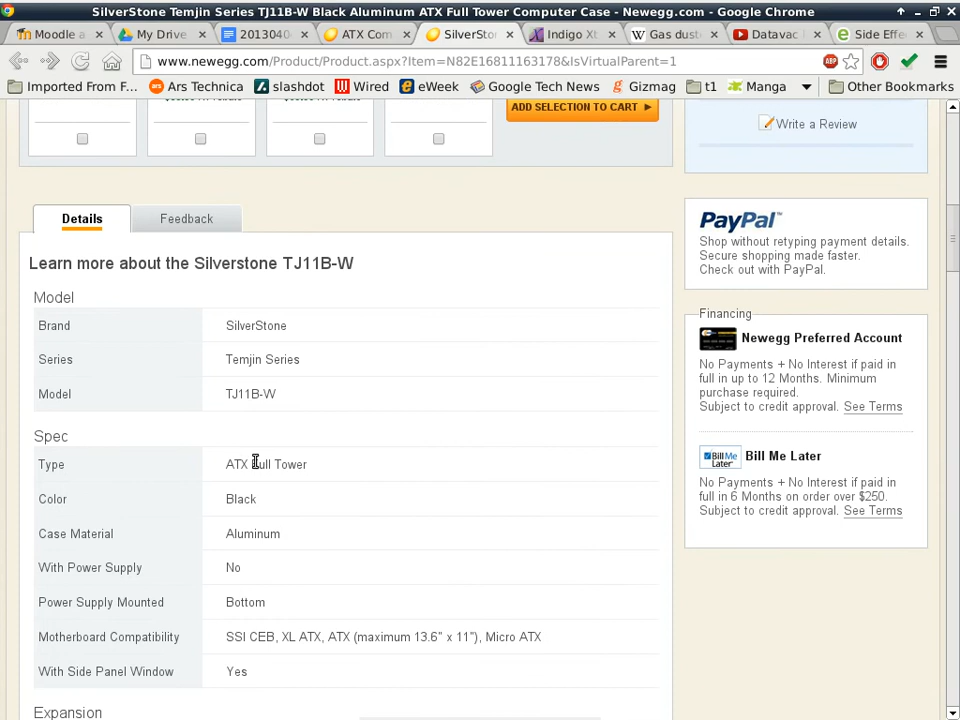 SilverStone Temjin Series TJ11B-W Black Aluminum ATX Full Tower Computer Case - Newegg.com - Google Chrome
Moodle a
My Drive
2013040
ATX Com
SilverSto
Indigo Xt
Gas dust
Datavac
Side Effe
www.newegg.com/Product/Product.aspx?Item=N82E16811163178&IsVirtualParent=1
ABP
Imported From F...
Ars Technica
slashdot
Wired
eWeek
Google Tech News
Gizmag
t1
Manga
Other Bookmarks
ADD SELECTION TO CART
Write a Review
Details
Feedback
Learn more about the Silverstone TJ11B-W
Model
Brand SilverStone
Series Temjin Series
Model TJ11B-W
Spec
Type ATX Full Tower
Color Black
Case Material Aluminum
With Power Supply No
Power Supply Mounted Bottom
Motherboard Compatibility SSI CEB, XL ATX, ATX (maximum 13.6" x 11"), Micro ATX
With Side Panel Window Yes
Expansion
PayPal™
Shop without retyping payment details.
Secure shopping made faster.
Check out with PayPal.
Financing
Newegg Preferred Account
No Payments + No Interest if paid in
full in up to 12 Months. Minimum
purchase required.
Subject to credit approval. See Terms
Bill Me Later
Bill Me Later
No Payments + No Interest if paid in
full in 6 Months on order over $250.
Subject to credit approval. See Terms